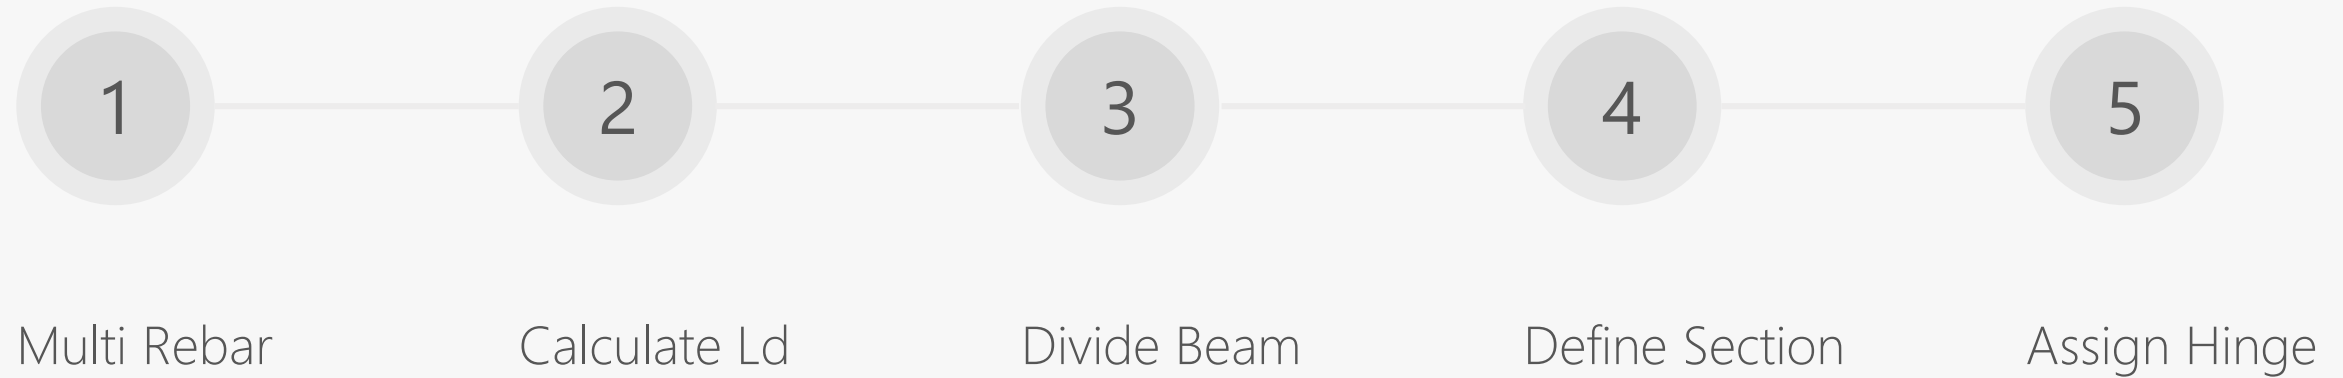 1
2
3
4
5
Multi Rebar
Calculate Ld
Divide Beam
Define Section
Assign Hinge